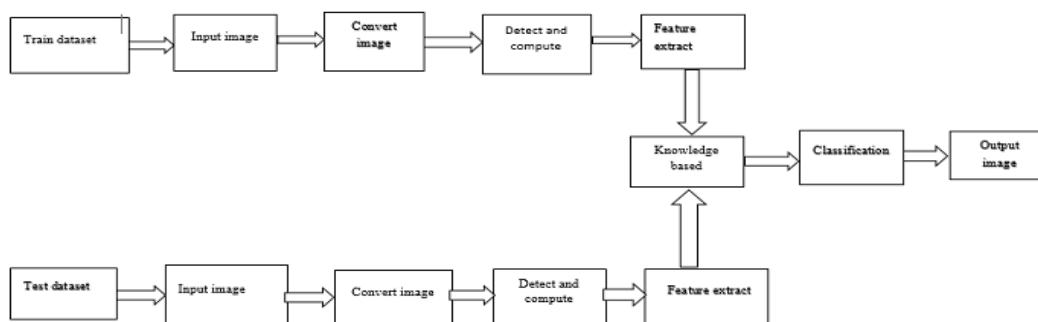 Train dataset
Input image
Convert
image
Detect and
compute
Feature
extract
Knowledge
based
Classification
Output
image
Test dataset
Input image
Convert image
Detect and
compute
Feature extract